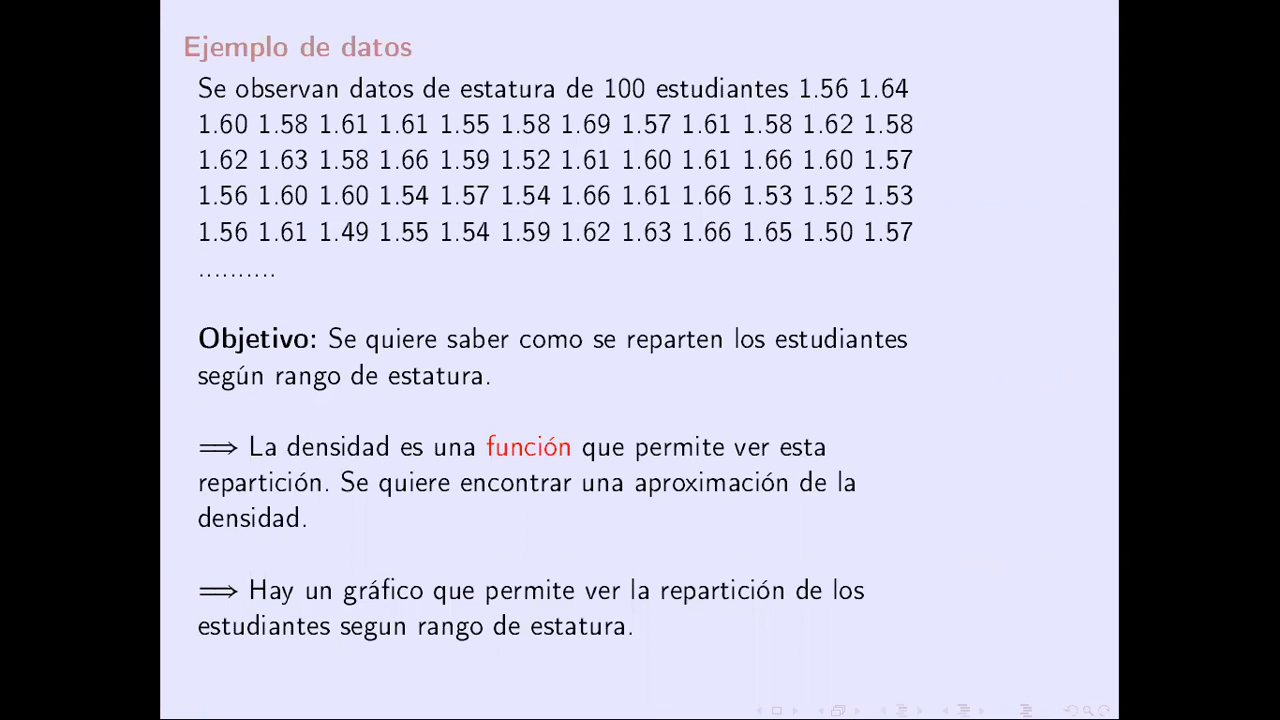 Ejemplo de datos
Se observan datos de estatura de 100 estudiantes 1.56 1.64
1.60 1.58 1.61 1.61 1.55 1.58 1.69 1.57 1.61 1.58 1.62 1.58
1.62 1.63 1.58 1.66 1.59 1.52 1.61 1.60 1.61 1.66 1.60 1.57
1.56 1.60 1.60 1.54 1.57 1.54 1.66 1.61 1.66 1.53 1.52 1.53
1.56 1.61 1.49 1.55 1.54 1.59 1.62 1.63 1.66 1.65 1.50 1.57
..........
Objetivo: Se quiere saber como se reparten los estudiantes
según rango de estatura.
⟹ La densidad es una función que permite ver esta
repartición. Se quiere encontrar una aproximación de la
densidad.
⟹ Hay un gráfico que permite ver la repartición de los
estudiantes segun rango de estatura.